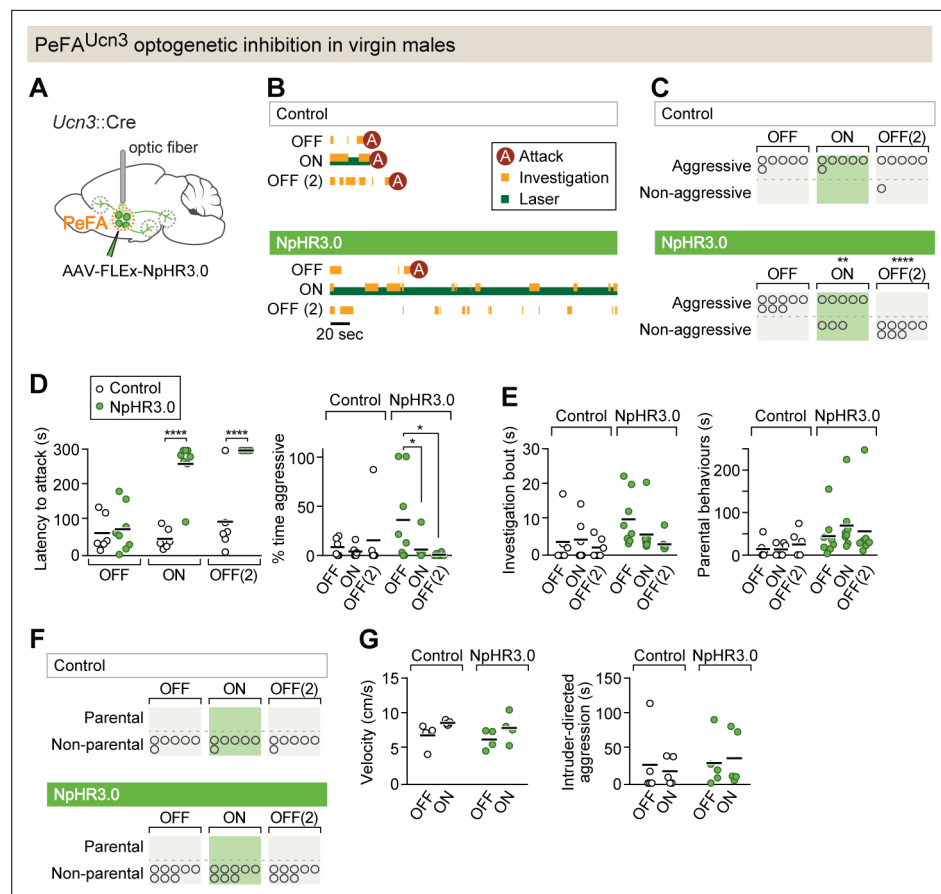 PeFAUcn3 optogenetic inhibition in virgin males
A
Ucn3::Cre
optic fiber
PeFA
AAV-FLEx-NpHR3.0
B
Control
OFF
A
ON
A
OFF (2)
A
A Attack
Investigation
Laser
NpHR3.0
OFF
A
ON
OFF (2)
20 sec
C
Control
OFF ON OFF(2)
Aggressive
Non-aggressive
NpHR3.0
** ****
OFF ON OFF(2)
Aggressive
Non-aggressive
D
Control
NpHR3.0
Latency to attack (s)
300
200
100
0
**** ****
OFF ON OFF(2)
Control NpHR3.0
% time aggressive
100
50
0
*
*
OFF ON OFF(2) OFF ON OFF(2)
E
Control NpHR3.0
Investigation bout (s)
30
20
10
0
OFF ON OFF(2) OFF ON OFF(2)
Control NpHR3.0
Parental behaviours (s)
200
100
0
OFF ON OFF(2) OFF ON OFF(2)
F
Control
OFF ON OFF(2)
Parental
Non-parental
NpHR3.0
OFF ON OFF(2)
Parental
Non-parental
G
Control NpHR3.0
Velocity (cm/s)
15
10
5
0
OFF ON OFF ON
Control NpHR3.0
Intruder-directed
aggression (s)
150
100
50
0
OFF ON OFF ON